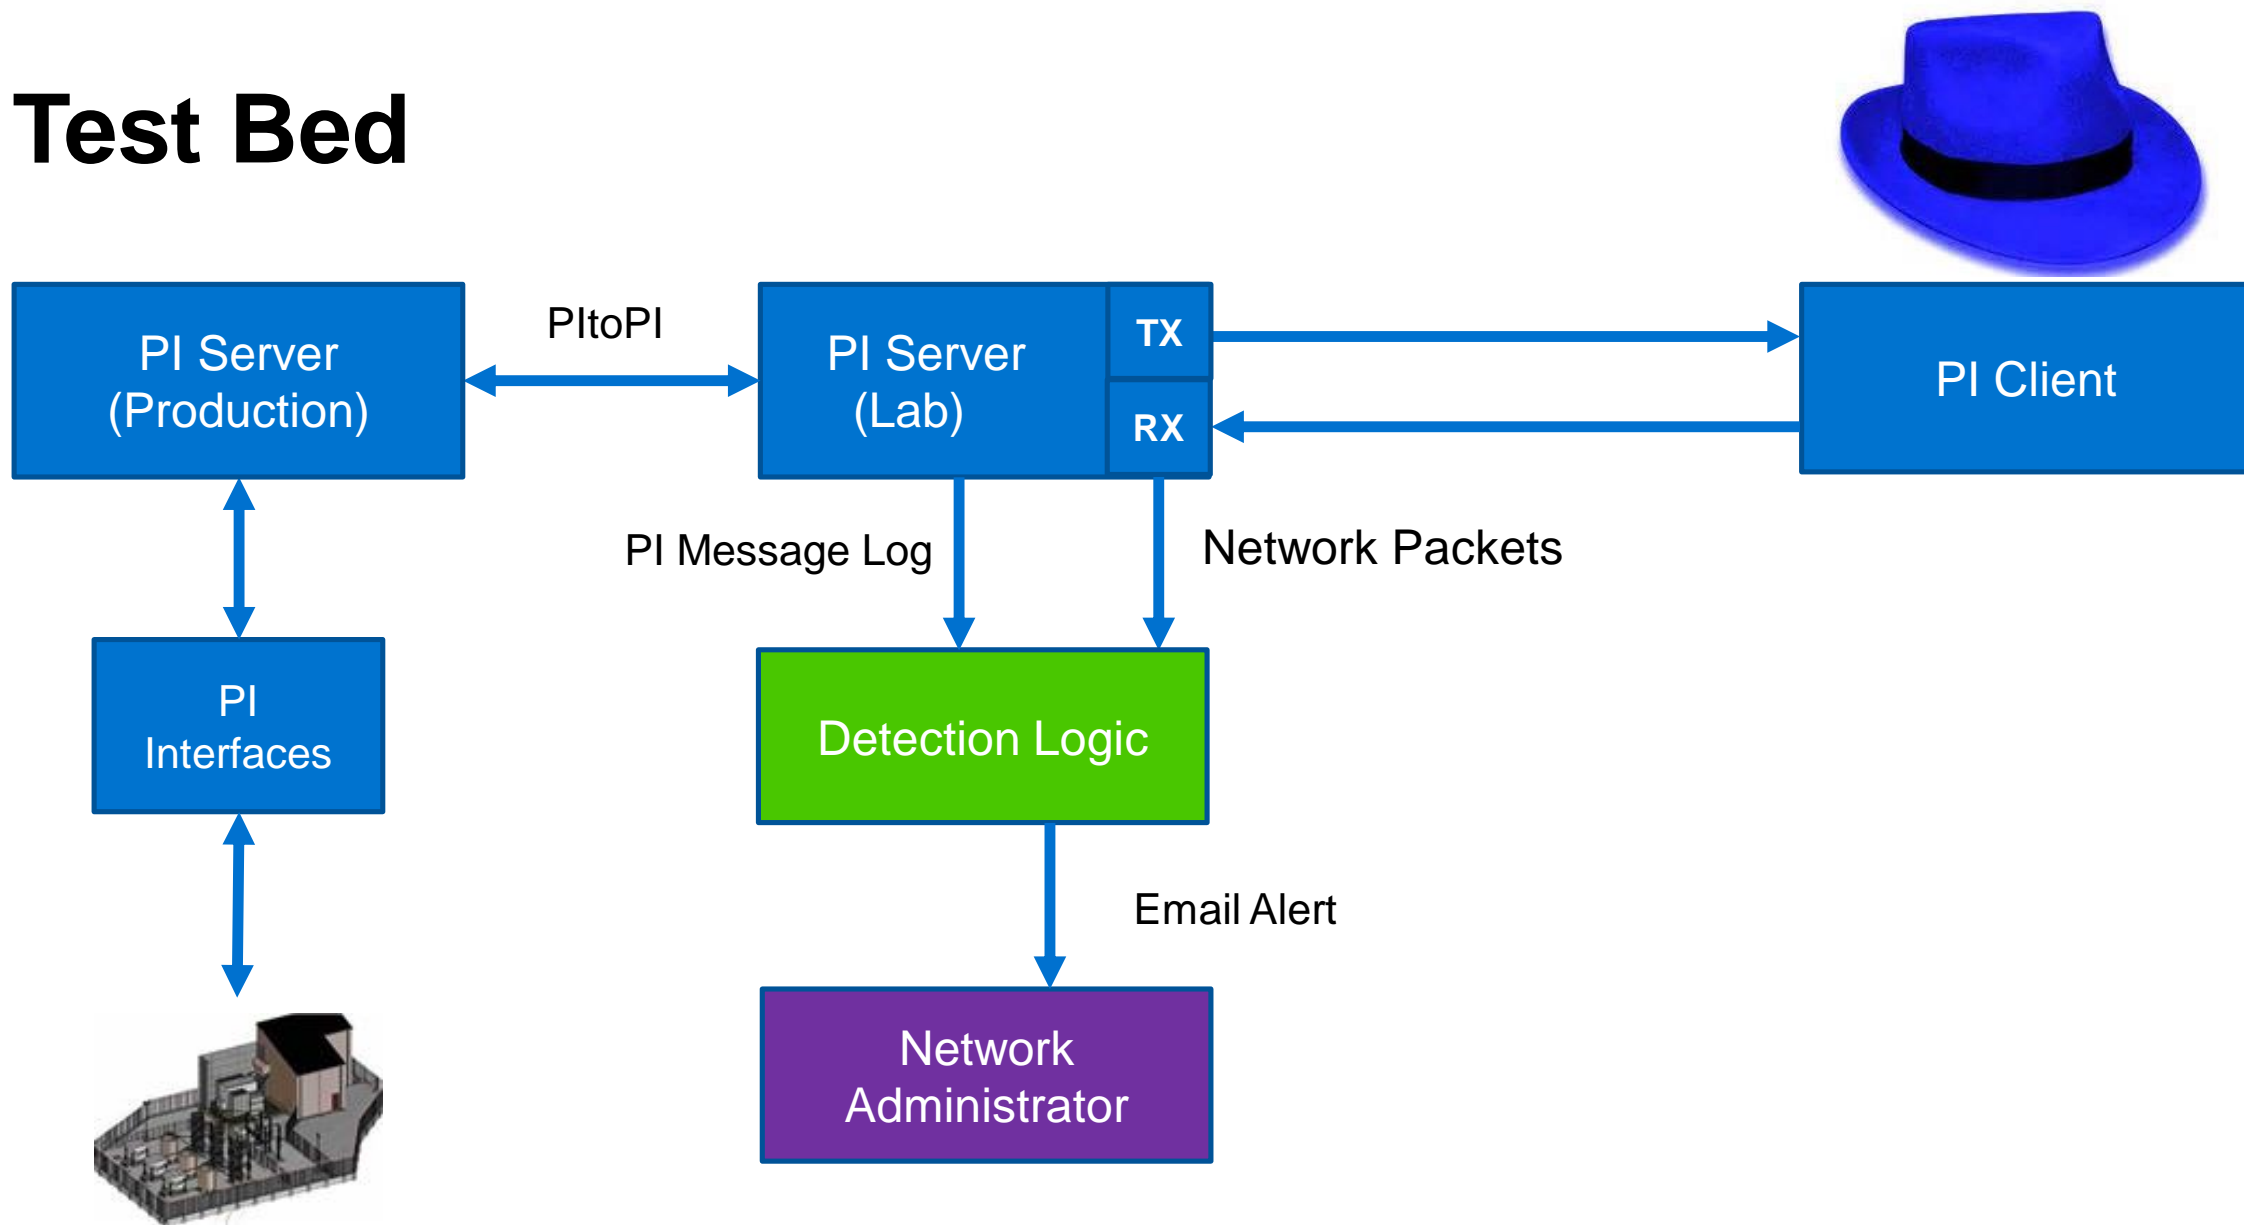 Test Bed
PI Server
(Production)
PItoPI
PI Server
(Lab)
TX
RX
PI Client
PI Message Log
Network Packets
PI
Interfaces
Detection Logic
Email Alert
Network
Administrator